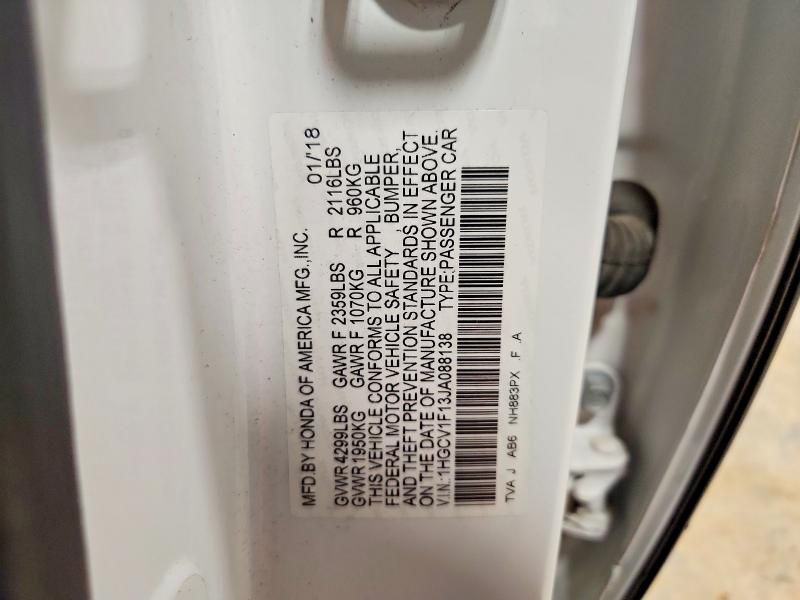 MFD.BY HONDA OF AMERICA MFG.,INC. 01/'18
GVWR 4299LBS GAWR F 2359LBS R 2116LBS
GVWR 1950KG GAWR F 1070KG R 960KG
THIS VEHICLE CONFORMS TO ALL APPLICABLE
FEDERAL MOTOR VEHICLE SAFETY , BUMPER,
AND THEFT PREVENTION STANDARDS IN EFFECT
ON THE DATE OF MANUFACTURE SHOWN ABOVE.
V.I.N.:1HGCV1F13JA088138 TYPE:PASSENGER CAR
TVA J AB6 NH883PX .F .A